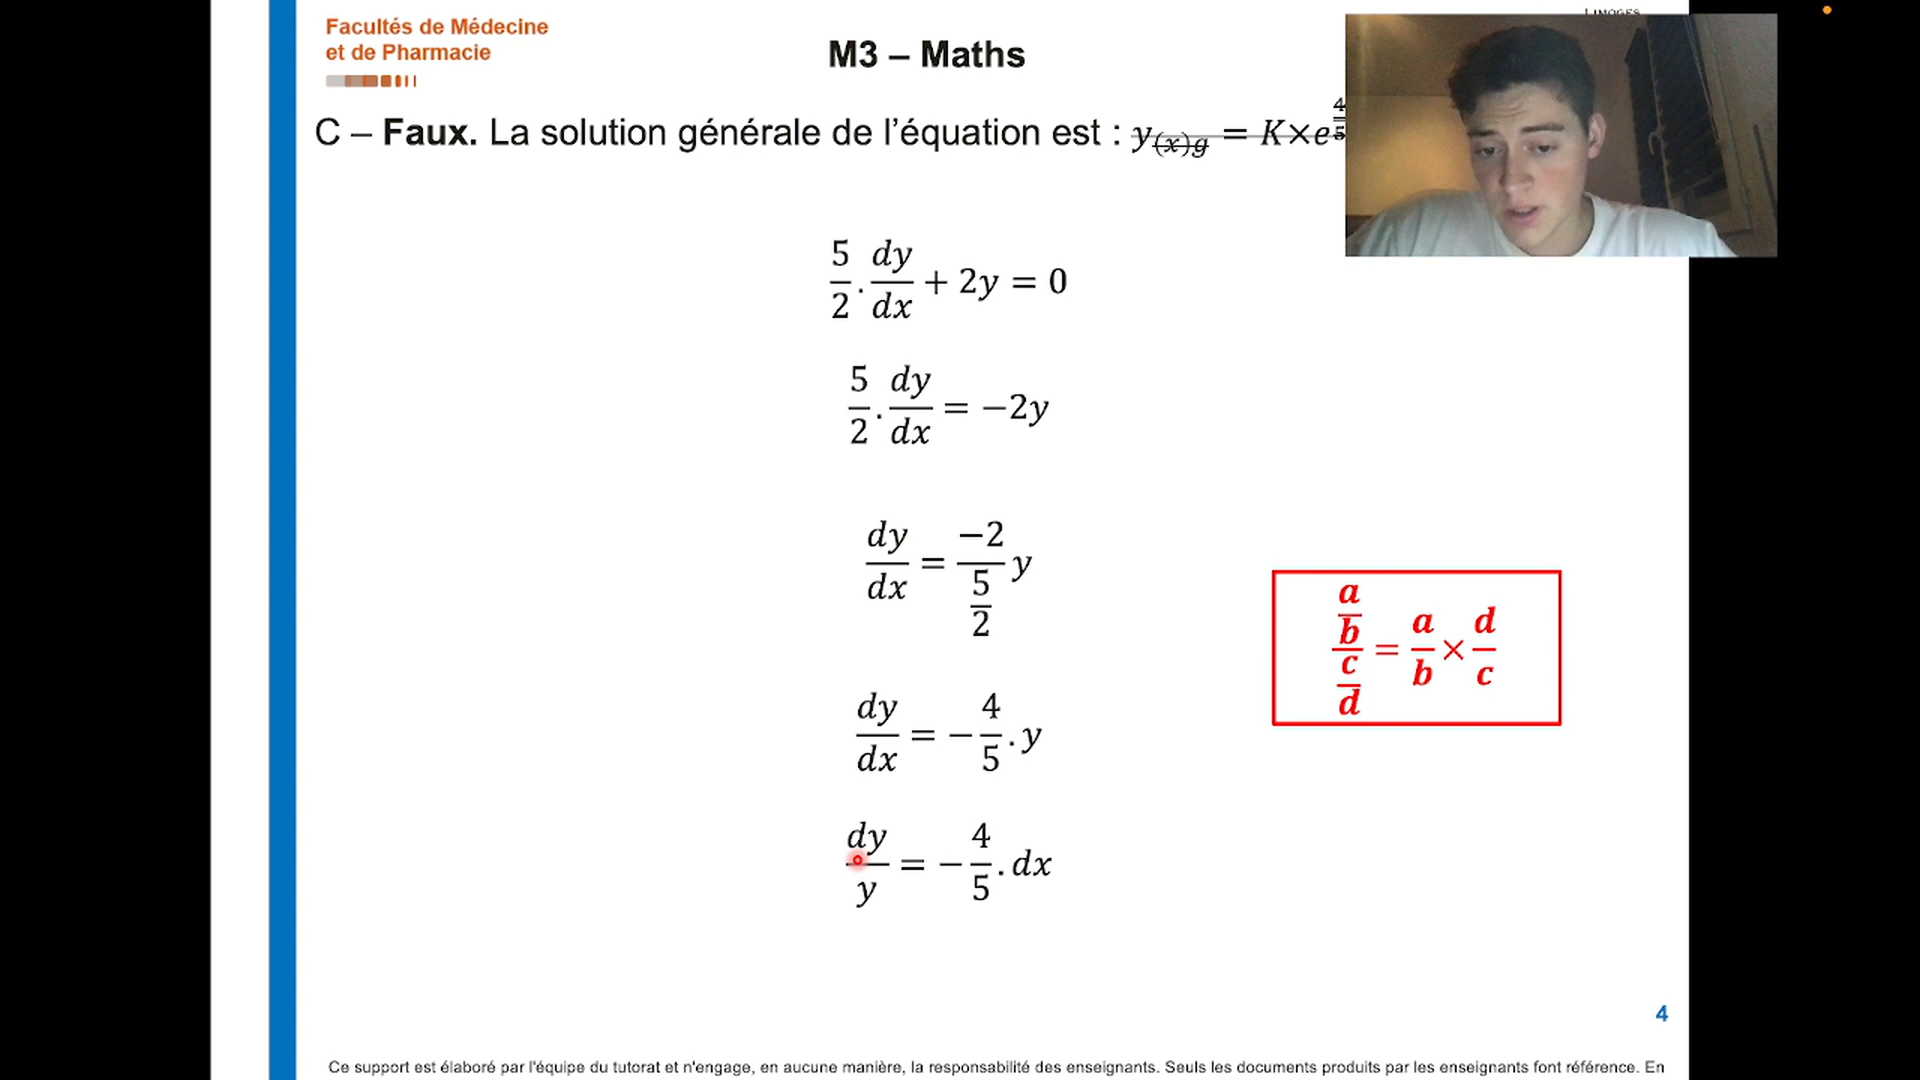 LIMOGES
Facultés de Médecine
et de Pharmacie
M3 – Maths
C – Faux. La solution générale de l'équation est : y(x)g = K×e^(4/5)
5/2 . dy/dx + 2y = 0
5/2 . dy/dx = −2y
dy/dx = −2/(5/2) y
dy/dx = − 4/5 . y
dy/y = − 4/5 . dx
(a/b)/(c/d) = a/b × d/c
4
Ce support est élaboré par l'équipe du tutorat et n'engage, en aucune manière, la responsabilité des enseignants. Seuls les documents produits par les enseignants font référence. En